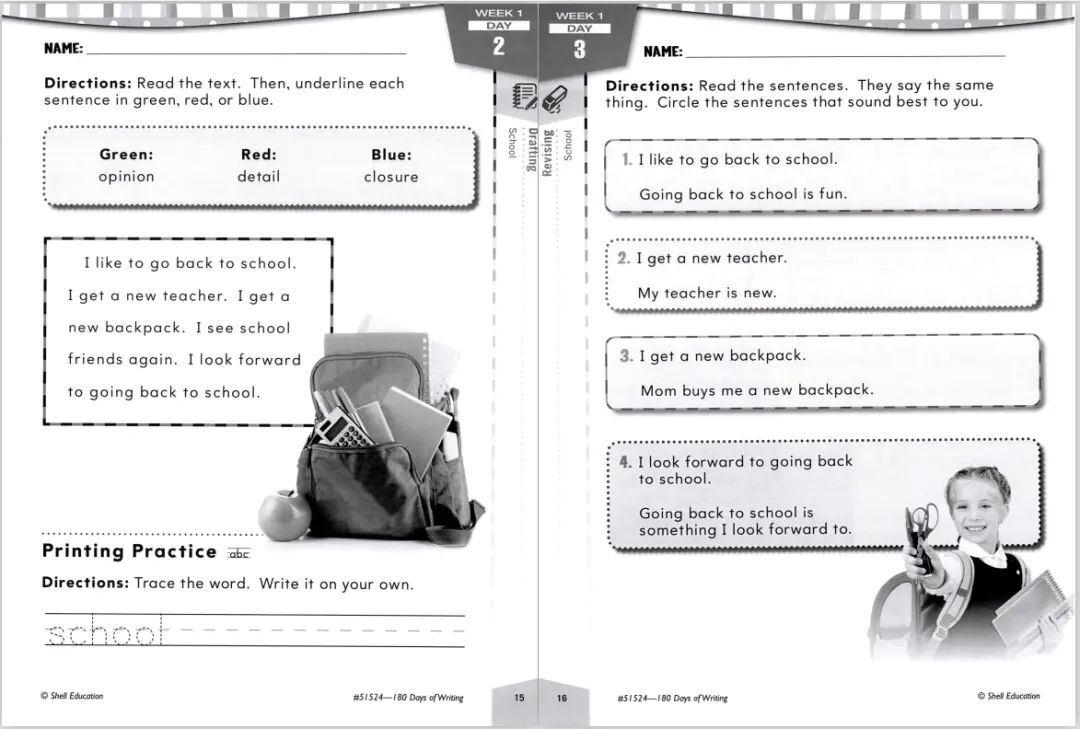 WEEK 1
DAY
2
NAME:
Directions: Read the text. Then, underline each
sentence in green, red, or blue.
Drafting
School
Green:
opinion
Red:
detail
Blue:
closure
I like to go back to school.
I get a new teacher. I get a
new backpack. I see school
friends again. I look forward
to going back to school.
Printing Practice abc
Directions: Trace the word. Write it on your own.
school
© Shell Education
#51524—180 Days of Writing
15
WEEK 1
DAY
3
NAME:
Directions: Read the sentences. They say the same
thing. Circle the sentences that sound best to you.
Revising
School
1. I like to go back to school.
Going back to school is fun.
2. I get a new teacher.
My teacher is new.
3. I get a new backpack.
Mom buys me a new backpack.
4. I look forward to going back
to school.
Going back to school is
something I look forward to.
16
#51524—180 Days of Writing
© Shell Education